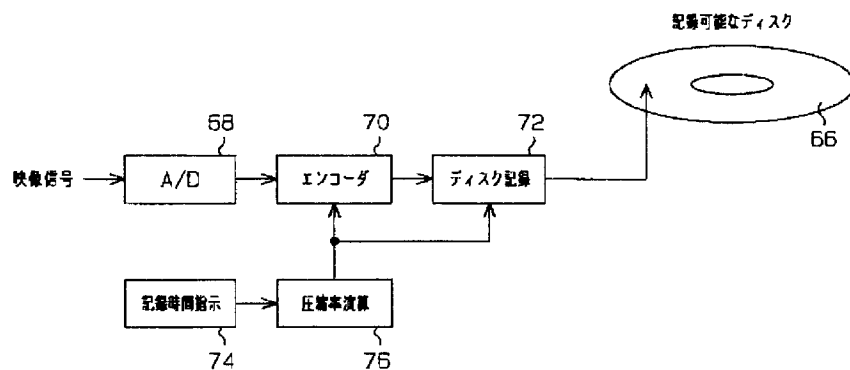 記録可能なディスク
66
68
70
72
映像信号
A/D
エンコーダ
ディスク記録
記録時間指示
圧縮率演算
74
76